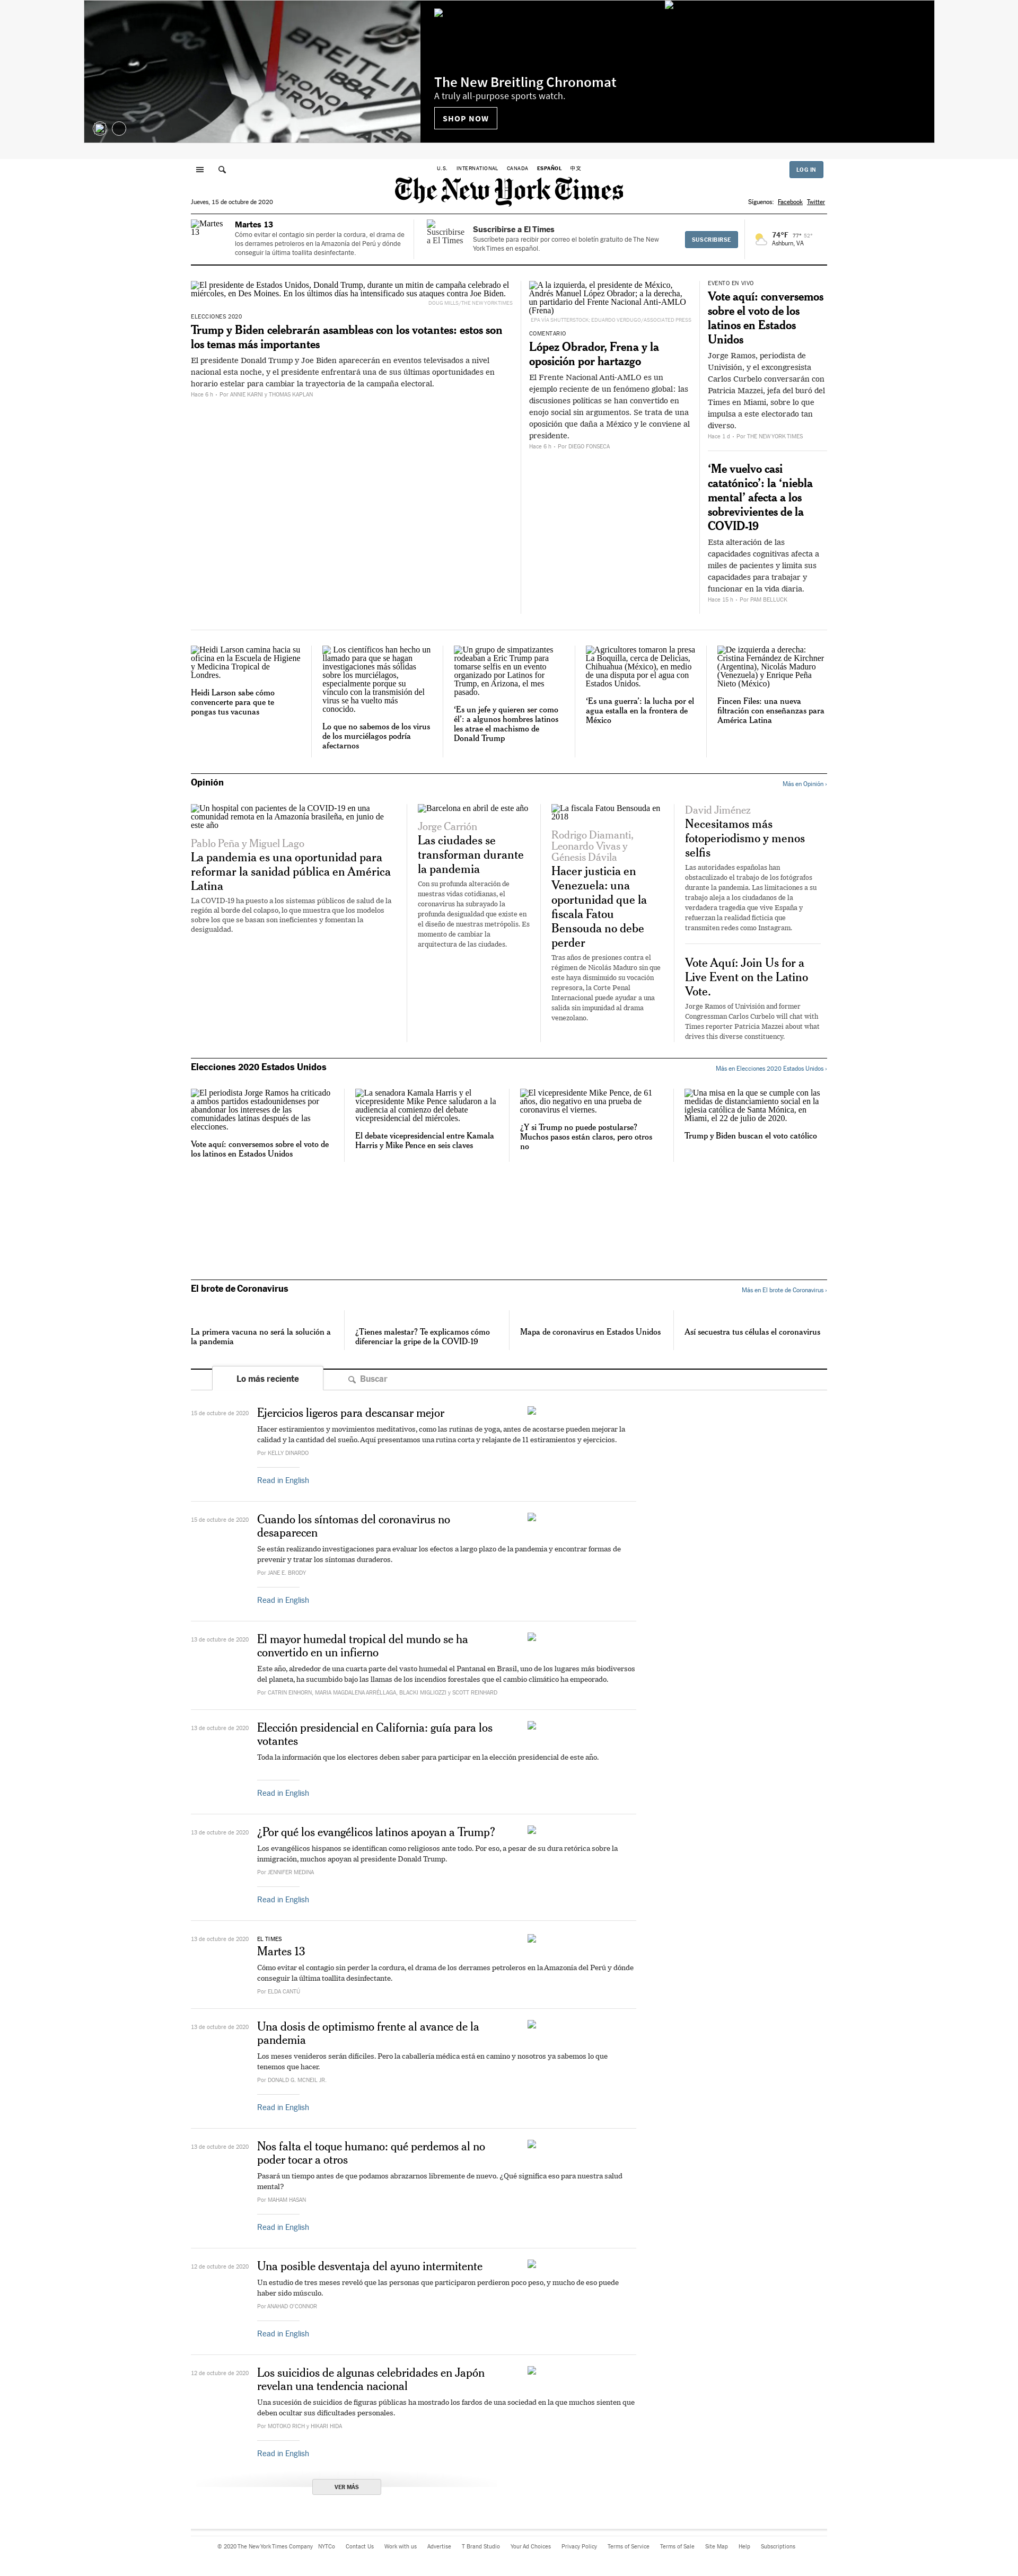 BREITLING
The New Breitling Chronomat
A truly all-purpose sports watch.
SHOP NOW
U.S. INTERNATIONAL CANADA ESPAÑOL 中文
LOG IN
The New York Times
Jueves, 15 de octubre de 2020
Síguenos: Facebook Twitter
Martes 13
Martes 13
Cómo evitar el contagio sin perder la cordura, el drama de
los derrames petroleros en la Amazonía del Perú y dónde
conseguir la última toallita desinfectante.
Suscribirse a El Times
Suscribirse a El Times
Suscríbete para recibir por correo el boletín gratuito de The New
York Times en español.
SUSCRIBIRSE
74°F 77° 52°
Ashburn, VA
El presidente de Estados Unidos, Donald Trump, durante un mitin de campaña celebrado el
miércoles, en Des Moines. En los últimos días ha intensificado sus ataques contra Joe Biden.
DOUG MILLS/THE NEW YORK TIMES
ELECCIONES 2020
Trump y Biden celebrarán asambleas con los votantes: estos son
los temas más importantes
El presidente Donald Trump y Joe Biden aparecerán en eventos televisados a nivel
nacional esta noche, y el presidente enfrentará una de sus últimas oportunidades en
horario estelar para cambiar la trayectoria de la campaña electoral.
Hace 6 h - Por ANNIE KARNI y THOMAS KAPLAN
A la izquierda, el presidente de México,
Andrés Manuel López Obrador; a la derecha,
un partidario del Frente Nacional Anti-AMLO
(Frena)
EPA VIA SHUTTERSTOCK; EDUARDO VERDUGO/ASSOCIATED PRESS
COMENTARIO
López Obrador, Frena y la
oposición por hartazgo
El Frente Nacional Anti-AMLO es un
ejemplo reciente de un fenómeno global: las
discusiones políticas se han convertido en
enojo social sin argumentos. Se trata de una
oposición que daña a México y le conviene al
presidente.
Hace 6 h - Por DIEGO FONSECA
EVENTO EN VIVO
Vote aquí: conversemos
sobre el voto de los
latinos en Estados
Unidos
Jorge Ramos, periodista de
Univisión, y el excongresista
Carlos Curbelo conversarán con
Patricia Mazzei, jefa del buró del
Times en Miami, sobre lo que
impulsa a este electorado tan
diverso.
Hace 1 d - Por THE NEW YORK TIMES
‘Me vuelvo casi
catatónico’: la ‘niebla
mental’ afecta a los
sobrevivientes de la
COVID-19
Esta alteración de las
capacidades cognitivas afecta a
miles de pacientes y limita sus
capacidades para trabajar y
funcionar en la vida diaria.
Hace 15 h - Por PAM BELLUCK
Heidi Larson camina hacia su
oficina en la Escuela de Higiene
y Medicina Tropical de
Londres.
Heidi Larson sabe cómo
convencerte para que te
pongas tus vacunas
Los científicos han hecho un
llamado para que se hagan
investigaciones más sólidas
sobre los murciélagos,
especialmente porque su
vínculo con la transmisión del
virus se ha vuelto más
conocido.
Lo que no sabemos de los virus
de los murciélagos podría
afectarnos
Un grupo de simpatizantes
rodeaban a Eric Trump para
tomarse selfis en un evento
organizado por Latinos for
Trump, en Arizona, el mes
pasado.
‘Es un jefe y quieren ser como
él’: a algunos hombres latinos
les atrae el machismo de
Donald Trump
Agricultores tomaron la presa
La Boquilla, cerca de Delicias,
Chihuahua (México), en medio
de una disputa por el agua con
Estados Unidos.
‘Es una guerra’: la lucha por el
agua estalla en la frontera de
México
De izquierda a derecha:
Cristina Fernández de Kirchner
(Argentina), Nicolás Maduro
(Venezuela) y Enrique Peña
Nieto (México)
Fincen Files: una nueva
filtración con enseñanzas para
América Latina
Opinión
Más en Opinión ›
Un hospital con pacientes de la COVID-19 en una
comunidad remota en la Amazonía brasileña, en junio de
este año
Pablo Peña y Miguel Lago
La pandemia es una oportunidad para
reformar la sanidad pública en América
Latina
La COVID-19 ha puesto a los sistemas públicos de salud de la
región al borde del colapso, lo que muestra que los modelos
sobre los que se basan son ineficientes y fomentan la
desigualdad.
Barcelona en abril de este año
Jorge Carrión
Las ciudades se
transforman durante
la pandemia
Con su profunda alteración de
nuestras vidas cotidianas, el
coronavirus ha subrayado la
profunda desigualdad que existe en
el diseño de nuestras metrópolis. Es
momento de cambiar la
arquitectura de las ciudades.
La fiscala Fatou Bensouda en
2018
Rodrigo Diamanti,
Leonardo Vivas y
Génesis Dávila
Hacer justicia en
Venezuela: una
oportunidad que la
fiscala Fatou
Bensouda no debe
perder
Tras años de presiones contra el
régimen de Nicolás Maduro sin que
este haya disminuido su vocación
represora, la Corte Penal
Internacional puede ayudar a una
salida sin impunidad al drama
venezolano.
David Jiménez
Necesitamos más
fotoperiodismo y menos
selfis
Las autoridades españolas han
obstaculizado el trabajo de los fotógrafos
durante la pandemia. Las limitaciones a su
trabajo aleja a los ciudadanos de la
verdadera tragedia que vive España y
refuerzan la realidad ficticia que
transmiten redes como Instagram.
Vote Aquí: Join Us for a
Live Event on the Latino
Vote.
Jorge Ramos of Univisión and former
Congressman Carlos Curbelo will chat with
Times reporter Patricia Mazzei about what
drives this diverse constituency.
Elecciones 2020 Estados Unidos
Más en Elecciones 2020 Estados Unidos ›
El periodista Jorge Ramos ha criticado
a ambos partidos estadounidenses por
abandonar los intereses de las
comunidades latinas después de las
elecciones.
Vote aquí: conversemos sobre el voto de
los latinos en Estados Unidos
La senadora Kamala Harris y el
vicepresidente Mike Pence saludaron a la
audiencia al comienzo del debate
vicepresidencial del miércoles.
El debate vicepresidencial entre Kamala
Harris y Mike Pence en seis claves
El vicepresidente Mike Pence, de 61
años, dio negativo en una prueba de
coronavirus el viernes.
¿Y si Trump no puede postularse?
Muchos pasos están claros, pero otros
no
Una misa en la que se cumple con las
medidas de distanciamiento social en la
iglesia católica de Santa Mónica, en
Miami, el 22 de julio de 2020.
Trump y Biden buscan el voto católico
El brote de Coronavirus
Más en El brote de Coronavirus ›
La primera vacuna no será la solución a
la pandemia
¿Tienes malestar? Te explicamos cómo
diferenciar la gripe de la COVID-19
Mapa de coronavirus en Estados Unidos
Así secuestra tus células el coronavirus
Lo más reciente
Buscar
15 de octubre de 2020
Ejercicios ligeros para descansar mejor
Hacer estiramientos y movimientos meditativos, como las rutinas de yoga, antes de acostarse pueden mejorar la
calidad y la cantidad del sueño. Aquí presentamos una rutina corta y relajante de 11 estiramientos y ejercicios.
Por KELLY DINARDO
Read in English
15 de octubre de 2020
Cuando los síntomas del coronavirus no
desaparecen
Se están realizando investigaciones para evaluar los efectos a largo plazo de la pandemia y encontrar formas de
prevenir y tratar los síntomas duraderos.
Por JANE E. BRODY
Read in English
13 de octubre de 2020
El mayor humedal tropical del mundo se ha
convertido en un infierno
Este año, alrededor de una cuarta parte del vasto humedal el Pantanal en Brasil, uno de los lugares más biodiversos
del planeta, ha sucumbido bajo las llamas de los incendios forestales que el cambio climático ha empeorado.
Por CATRIN EINHORN, MARIA MAGDALENA ARRÉLLAGA, BLACKI MIGLIOZZI y SCOTT REINHARD
13 de octubre de 2020
Elección presidencial en California: guía para los
votantes
Toda la información que los electores deben saber para participar en la elección presidencial de este año.
Read in English
13 de octubre de 2020
¿Por qué los evangélicos latinos apoyan a Trump?
Los evangélicos hispanos se identifican como religiosos ante todo. Por eso, a pesar de su dura retórica sobre la
inmigración, muchos apoyan al presidente Donald Trump.
Por JENNIFER MEDINA
Read in English
13 de octubre de 2020
EL TIMES
Martes 13
Cómo evitar el contagio sin perder la cordura, el drama de los derrames petroleros en la Amazonía del Perú y dónde
conseguir la última toallita desinfectante.
Por ELDA CANTÚ
13 de octubre de 2020
Una dosis de optimismo frente al avance de la
pandemia
Los meses venideros serán difíciles. Pero la caballería médica está en camino y nosotros ya sabemos lo que
tenemos que hacer.
Por DONALD G. MCNEIL JR.
Read in English
13 de octubre de 2020
Nos falta el toque humano: qué perdemos al no
poder tocar a otros
Pasará un tiempo antes de que podamos abrazarnos libremente de nuevo. ¿Qué significa eso para nuestra salud
mental?
Por MAHAM HASAN
Read in English
12 de octubre de 2020
Una posible desventaja del ayuno intermitente
Un estudio de tres meses reveló que las personas que participaron perdieron poco peso, y mucho de eso puede
haber sido músculo.
Por ANAHAD O'CONNOR
Read in English
12 de octubre de 2020
Los suicidios de algunas celebridades en Japón
revelan una tendencia nacional
Una sucesión de suicidios de figuras públicas ha mostrado los fardos de una sociedad en la que muchos sienten que
deben ocultar sus dificultades personales.
Por MOTOKO RICH y HIKARI HIDA
Read in English
VER MÁS
© 2020 The New York Times Company NYTCo Contact Us Work with us Advertise T Brand Studio Your Ad Choices Privacy Policy Terms of Service Terms of Sale Site Map Help Subscriptions